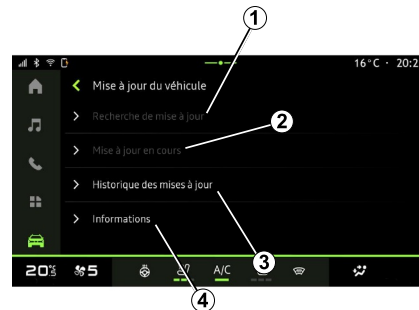 1
16°C · 20:2
Mise à jour du véhicule
Recherche de mise à jour
2
Mise à jour en cours
Historique des mises à jour
Informations
3
20 5 A/C
4